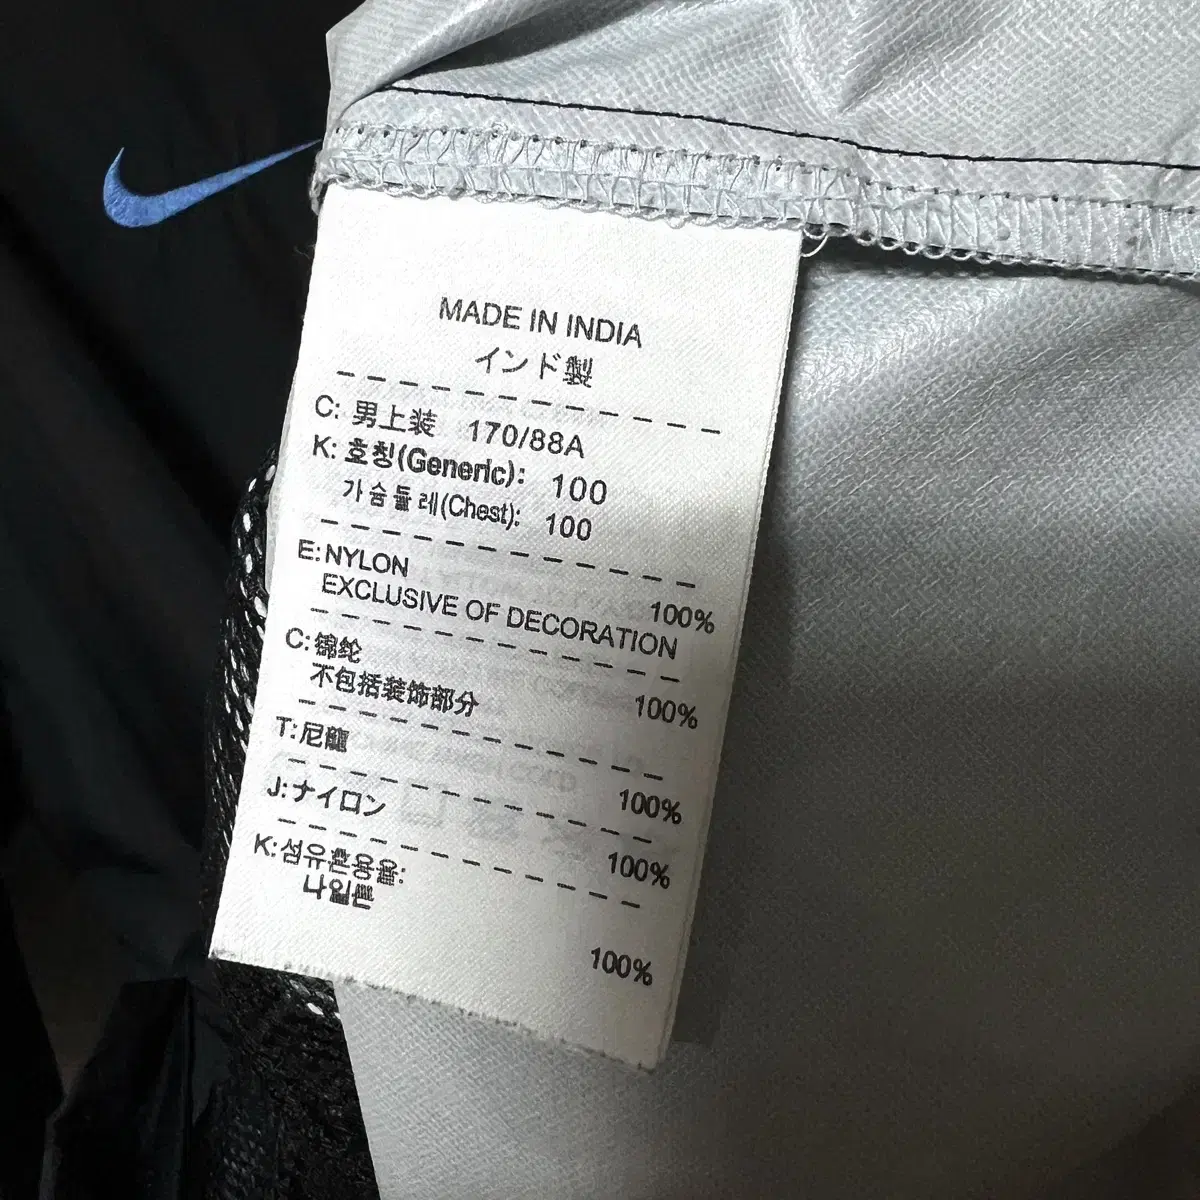 MADE IN INDIA
インド製
C: 男上装 170/88A
K: 호칭(Generic): 100
가슴둘레(Chest): 100
E: NYLON 100%
EXCLUSIVE OF DECORATION
C: 锦纶 100%
不包括装饰部分
T: 尼龍 100%
J: ナイロン 100%
K: 섬유혼용율:
나일론 100%